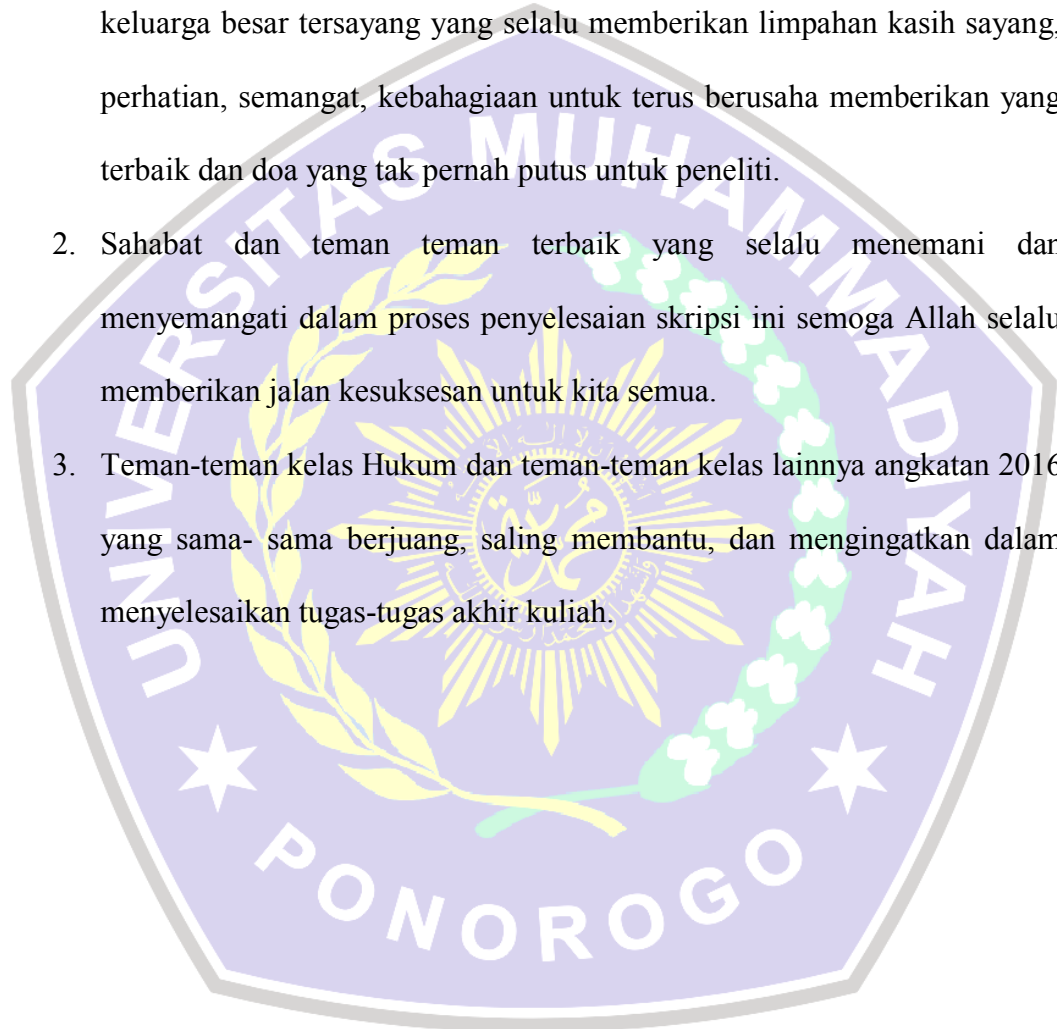 keluarga besar tersayang yang selalu memberikan limpahan kasih sayang,
perhatian, semangat, kebahagiaan untuk terus berusaha memberikan yang
terbaik dan doa yang tak pernah putus untuk peneliti.
2. Sahabat dan teman teman terbaik yang selalu menemani dan
menyemangati dalam proses penyelesaian skripsi ini semoga Allah selalu
memberikan jalan kesuksesan untuk kita semua.
3. Teman-teman kelas Hukum dan teman-teman kelas lainnya angkatan 2016
yang sama- sama berjuang, saling membantu, dan mengingatkan dalam
menyelesaikan tugas-tugas akhir kuliah.
UNIVERSITAS MUHAMMADIYAH
PONOROGO
محمدية